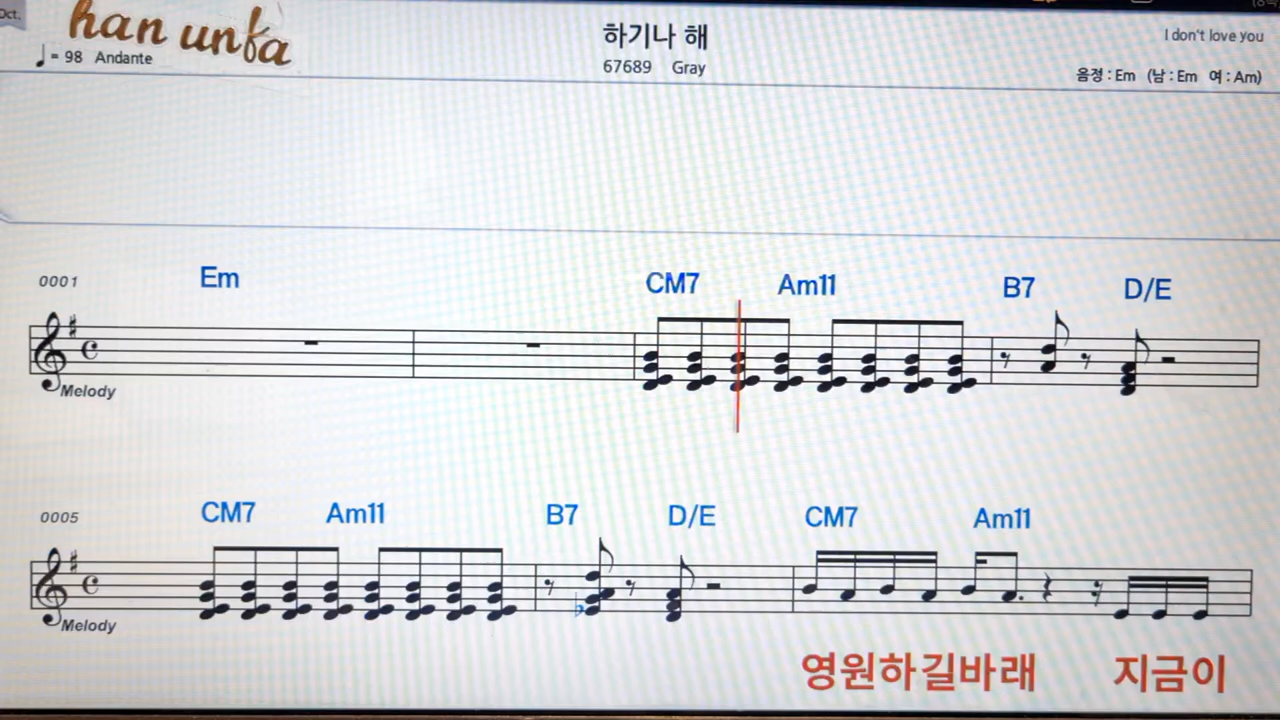 Oct.
han unfa
♩= 98 Andante
하기나 해
67689 Gray
I don't love you
음정 : Em (남 : Em 여 : Am)
0001 Em CM7 Am11 B7 D/E
Melody
0005 CM7 Am11 B7 D/E CM7 Am11
Melody
영원하길바래 지금이